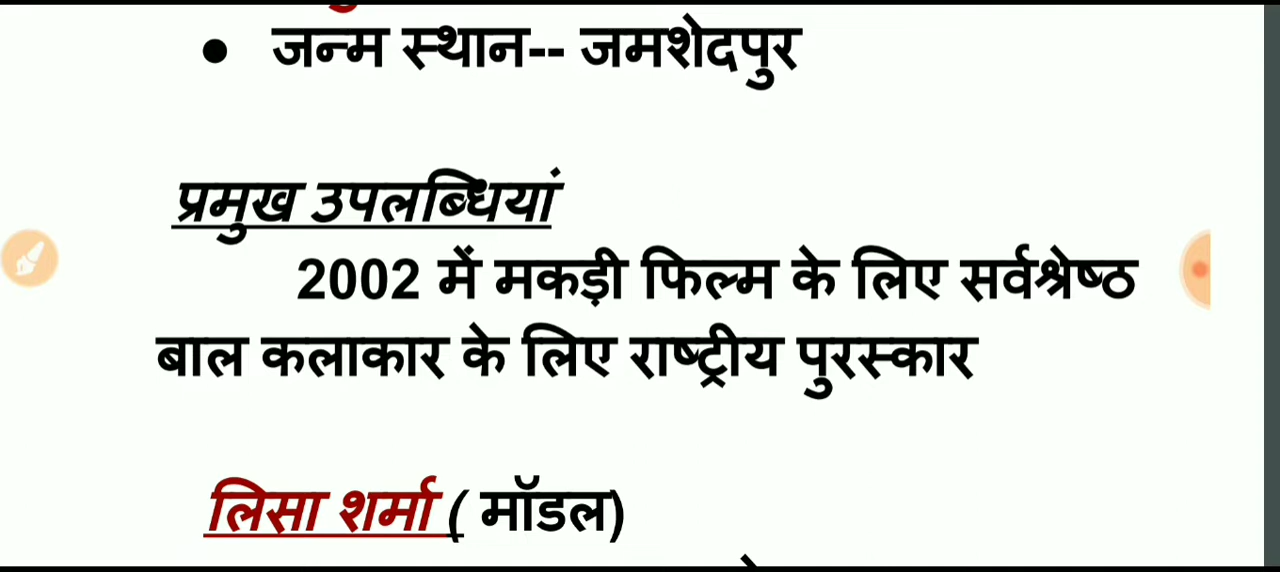 • जन्म स्थान-- जमशेदपुर
प्रमुख उपलब्धियां
2002 में मकड़ी फिल्म के लिए सर्वश्रेष्ठ
बाल कलाकार के लिए राष्ट्रीय पुरस्कार
लिसा शर्मा ( मॉडल)